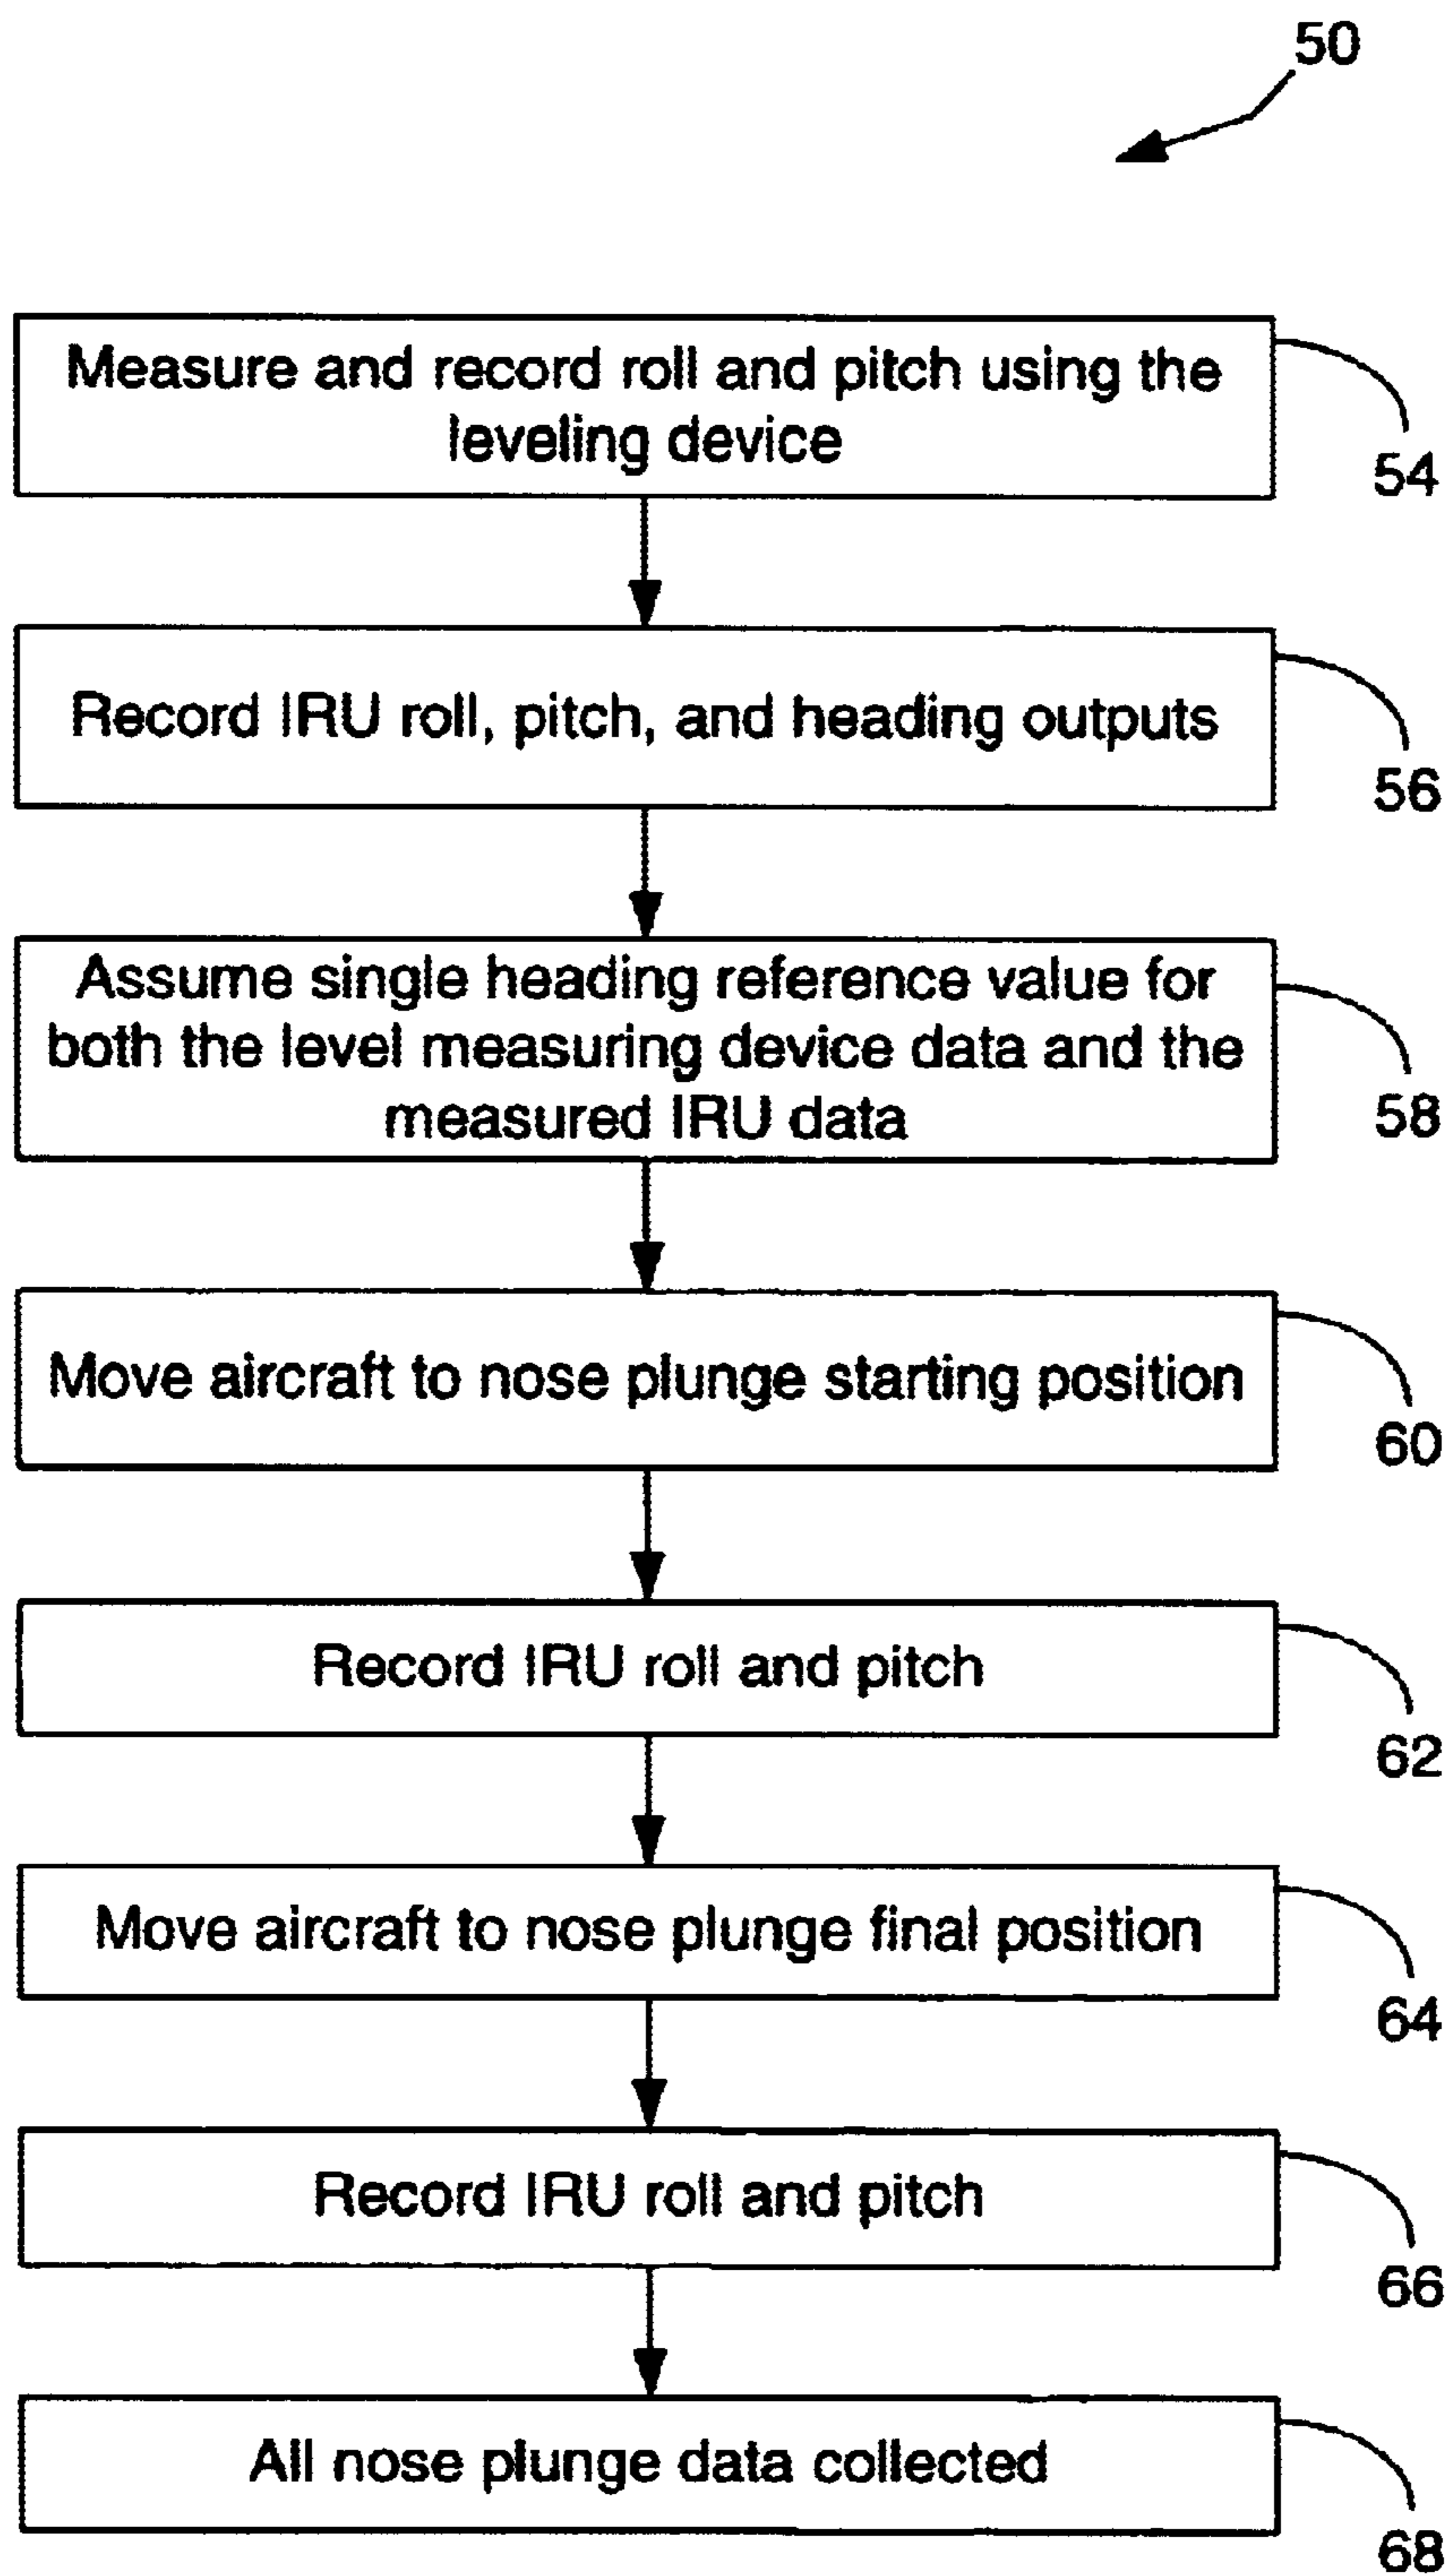 50
Measure and record roll and pitch using the
leveling device
54
Record IRU roll, pitch, and heading outputs
56
Assume single heading reference value for
both the level measuring device data and the
measured IRU data
58
Move aircraft to nose plunge starting position
60
Record IRU roll and pitch
62
Move aircraft to nose plunge final position
64
Record IRU roll and pitch
66
All nose plunge data collected
68